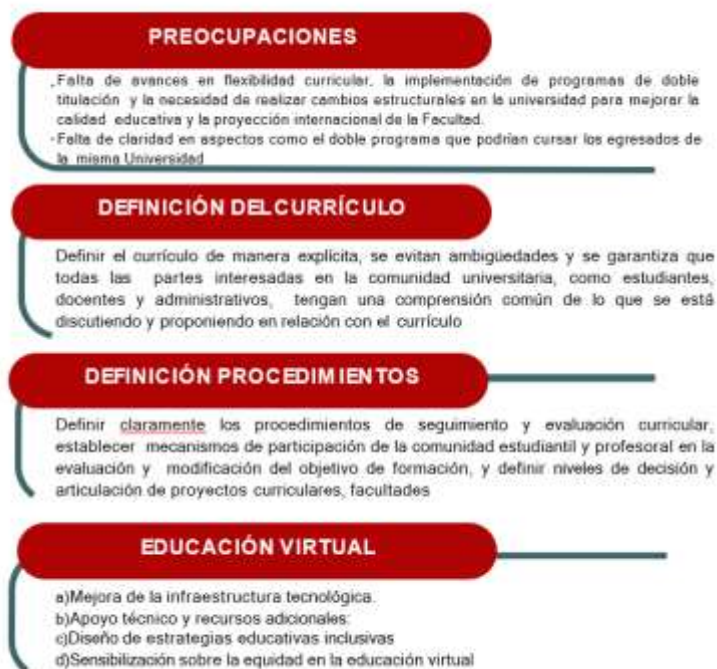 PREOCUPACIONES
.Falta de avances en flexibilidad curricular, la implementación de programas de doble
titulación y la necesidad de realizar cambios estructurales en la universidad para mejorar la
calidad educativa y la proyección internacional de la Facultad.
-Falta de claridad en aspectos como el doble programa que podrían cursar los egresados de
la misma Universidad
DEFINICIÓN DEL CURRÍCULO
Definir el currículo de manera explícita, se evitan ambigüedades y se garantiza que
todas las partes interesadas en la comunidad universitaria, como estudiantes,
docentes y administrativos, tengan una comprensión común de lo que se está
discutiendo y proponiendo en relación con el currículo
DEFINICIÓN PROCEDIMIENTOS
Definir claramente los procedimientos de seguimiento y evaluación curricular,
establecer mecanismos de participación de la comunidad estudiantil y profesoral en la
evaluación y modificación del objetivo de formación, y definir niveles de decisión y
articulación de proyectos curriculares, facultades
EDUCACIÓN VIRTUAL
a)Mejora de la infraestructura tecnológica.
b)Apoyo técnico y recursos adicionales:
c)Diseño de estrategias educativas inclusivas
d)Sensibilización sobre la equidad en la educación virtual